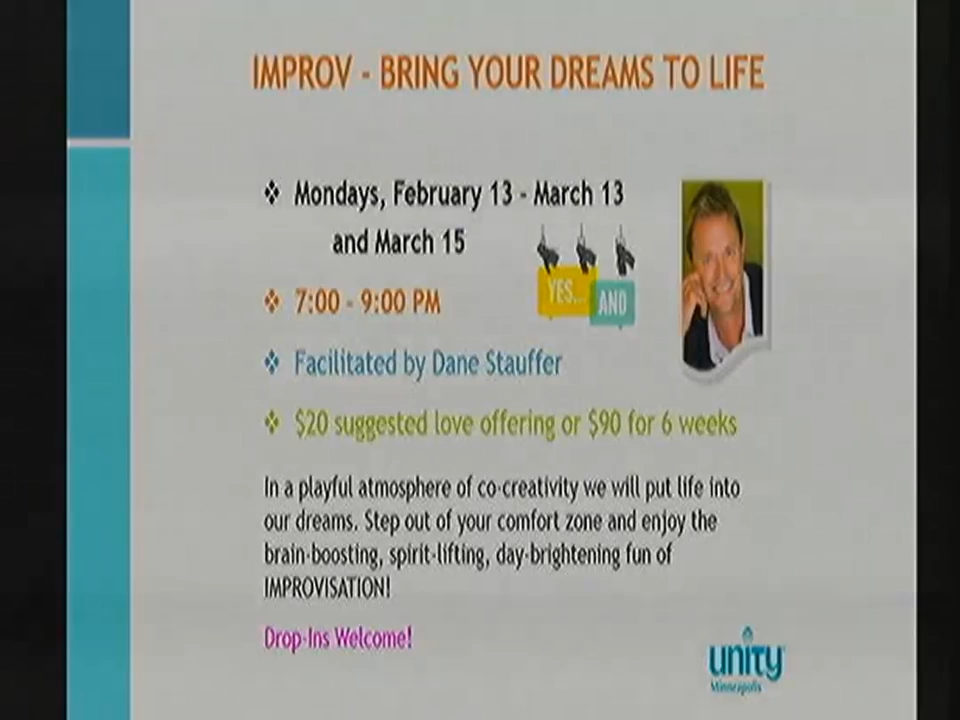 IMPROV - BRING YOUR DREAMS TO LIFE
❖ Mondays, February 13 - March 13
and March 15
❖ 7:00 - 9:00 PM
YES...
AND
❖ Facilitated by Dane Stauffer
❖ $20 suggested love offering or $90 for 6 weeks
In a playful atmosphere of co-creativity we will put life into
our dreams. Step out of your comfort zone and enjoy the
brain-boosting, spirit-lifting, day-brightening fun of
IMPROVISATION!
Drop-Ins Welcome!
unity
Minneapolis